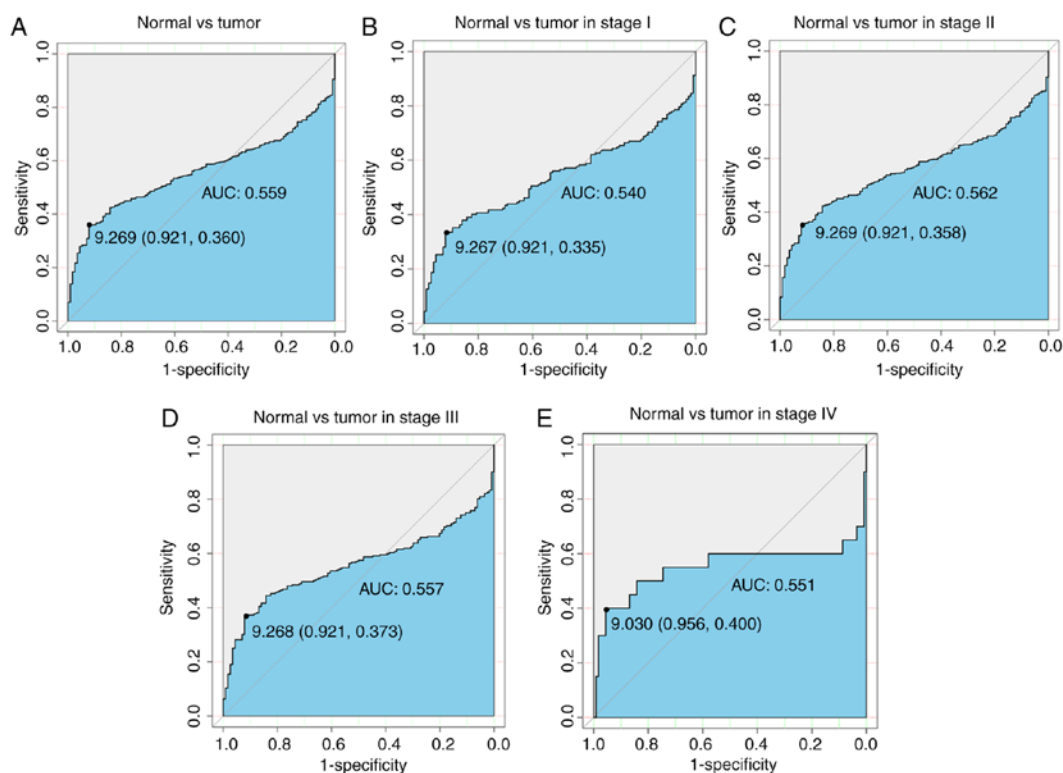 A
Normal vs tumor
Sensitivity
1.0
0.8
0.6
0.4
0.2
0.0
AUC: 0.559
9.269 (0.921, 0.360)
1.0 0.8 0.6 0.4 0.2 0.0
1-specificity
B
Normal vs tumor in stage I
Sensitivity
1.0
0.8
0.6
0.4
0.2
0.0
AUC: 0.540
9.267 (0.921, 0.335)
1.0 0.8 0.6 0.4 0.2 0.0
1-specificity
C
Normal vs tumor in stage II
Sensitivity
1.0
0.8
0.6
0.4
0.2
0.0
AUC: 0.562
9.269 (0.921, 0.358)
1.0 0.8 0.6 0.4 0.2 0.0
1-specificity
D
Normal vs tumor in stage III
Sensitivity
1.0
0.8
0.6
0.4
0.2
0.0
AUC: 0.557
9.268 (0.921, 0.373)
1.0 0.8 0.6 0.4 0.2 0.0
1-specificity
E
Normal vs tumor in stage IV
Sensitivity
1.0
0.8
0.6
0.4
0.2
0.0
AUC: 0.551
9.030 (0.956, 0.400)
1.0 0.8 0.6 0.4 0.2 0.0
1-specificity